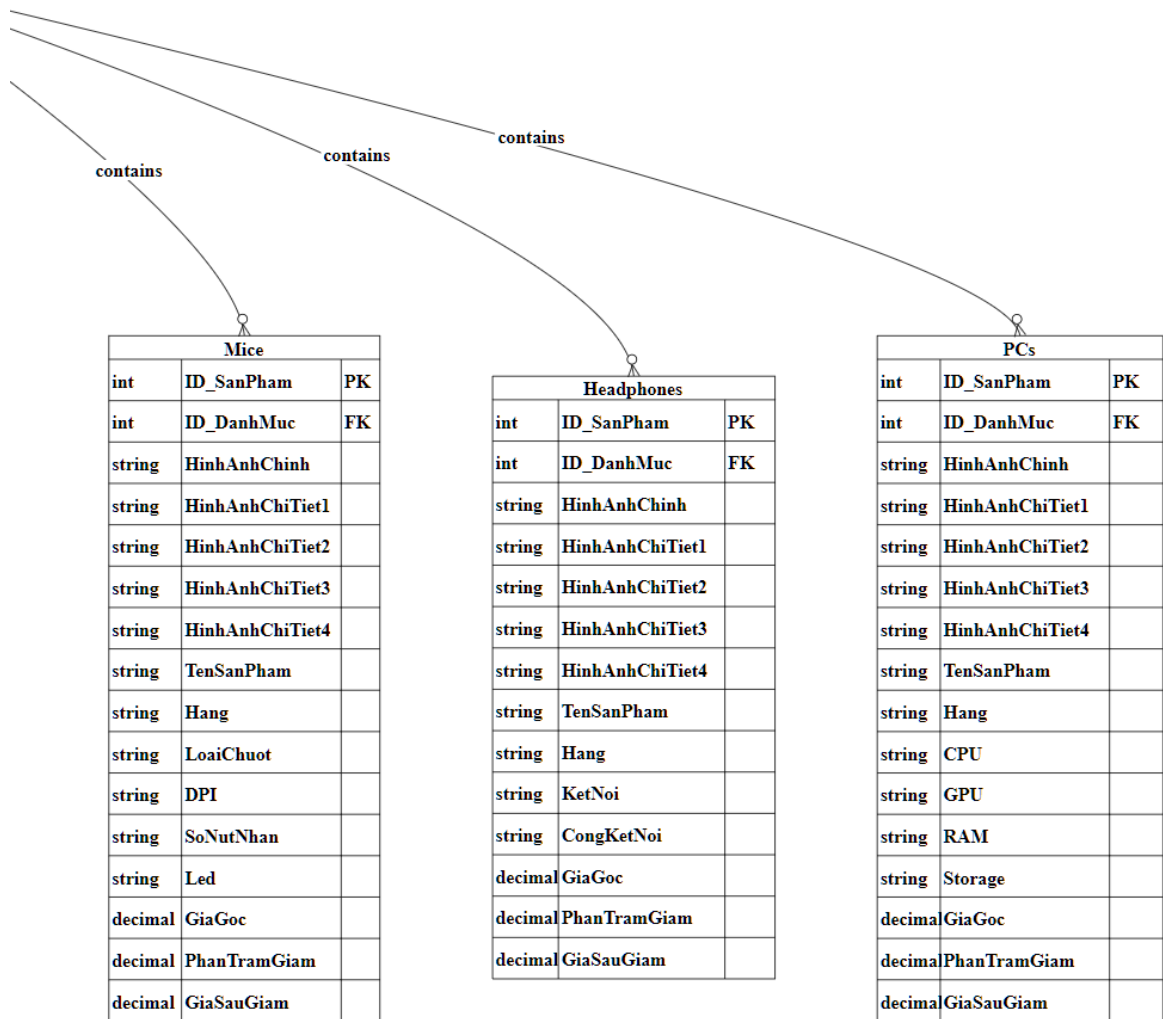 contains
contains
contains
Mice
int ID_SanPham PK
int ID_DanhMuc FK
string HinhAnhChinh
string HinhAnhChiTiet1
string HinhAnhChiTiet2
string HinhAnhChiTiet3
string HinhAnhChiTiet4
string TenSanPham
string Hang
string LoaiChuot
string DPI
string SoNutNhan
string Led
decimal GiaGoc
decimal PhanTramGiam
decimal GiaSauGiam
Headphones
int ID_SanPham PK
int ID_DanhMuc FK
string HinhAnhChinh
string HinhAnhChiTiet1
string HinhAnhChiTiet2
string HinhAnhChiTiet3
string HinhAnhChiTiet4
string TenSanPham
string Hang
string KetNoi
string CongKetNoi
decimal GiaGoc
decimal PhanTramGiam
decimal GiaSauGiam
PCs
int ID_SanPham PK
int ID_DanhMuc FK
string HinhAnhChinh
string HinhAnhChiTiet1
string HinhAnhChiTiet2
string HinhAnhChiTiet3
string HinhAnhChiTiet4
string TenSanPham
string Hang
string CPU
string GPU
string RAM
string Storage
decimal GiaGoc
decimal PhanTramGiam
decimal GiaSauGiam